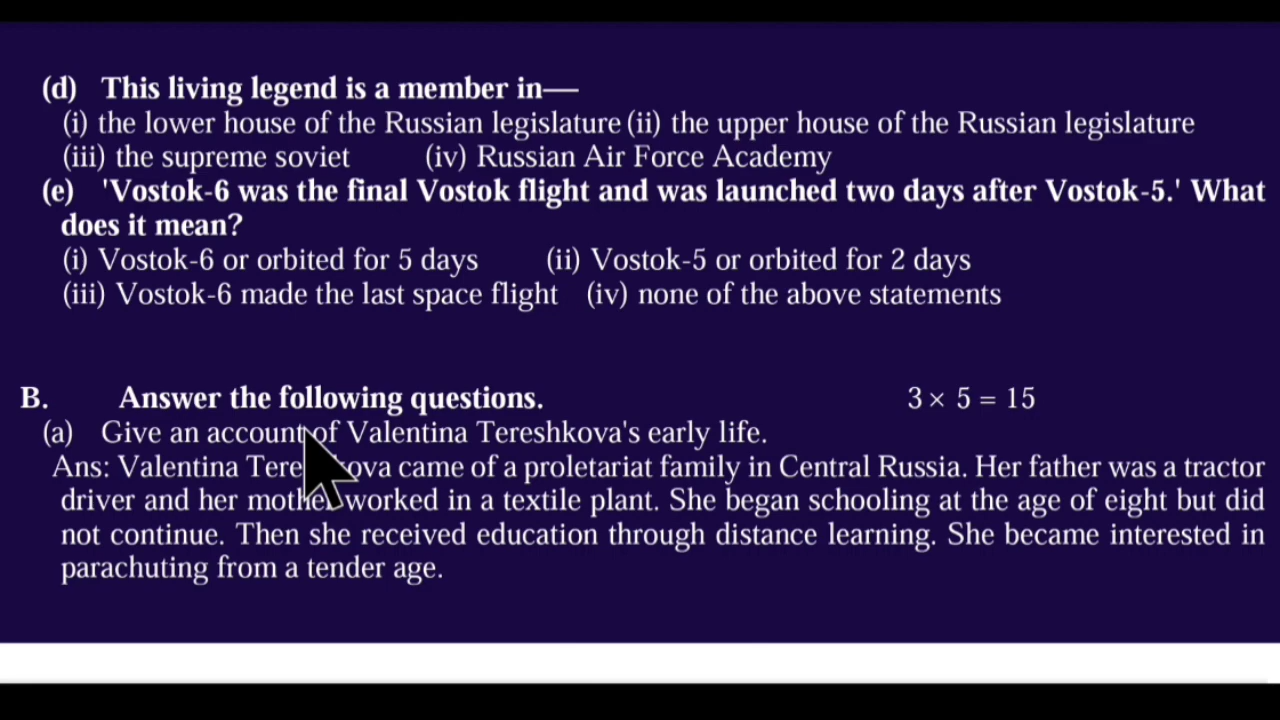 (d) This living legend is a member in—
(i) the lower house of the Russian legislature (ii) the upper house of the Russian legislature
(iii) the supreme soviet (iv) Russian Air Force Academy
(e) 'Vostok-6 was the final Vostok flight and was launched two days after Vostok-5.' What
does it mean?
(i) Vostok-6 or orbited for 5 days (ii) Vostok-5 or orbited for 2 days
(iii) Vostok-6 made the last space flight (iv) none of the above statements
B. Answer the following questions. 3 × 5 = 15
(a) Give an account of Valentina Tereshkova's early life.
Ans: Valentina Tereshkova came of a proletariat family in Central Russia. Her father was a tractor
driver and her mother worked in a textile plant. She began schooling at the age of eight but did
not continue. Then she received education through distance learning. She became interested in
parachuting from a tender age.